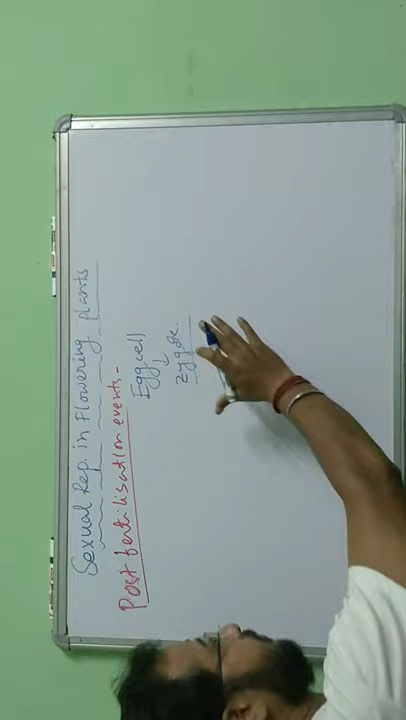 Sexual Rep. in Flowering plants
Post fertilisation events-
Egg cell
↓
Zygote